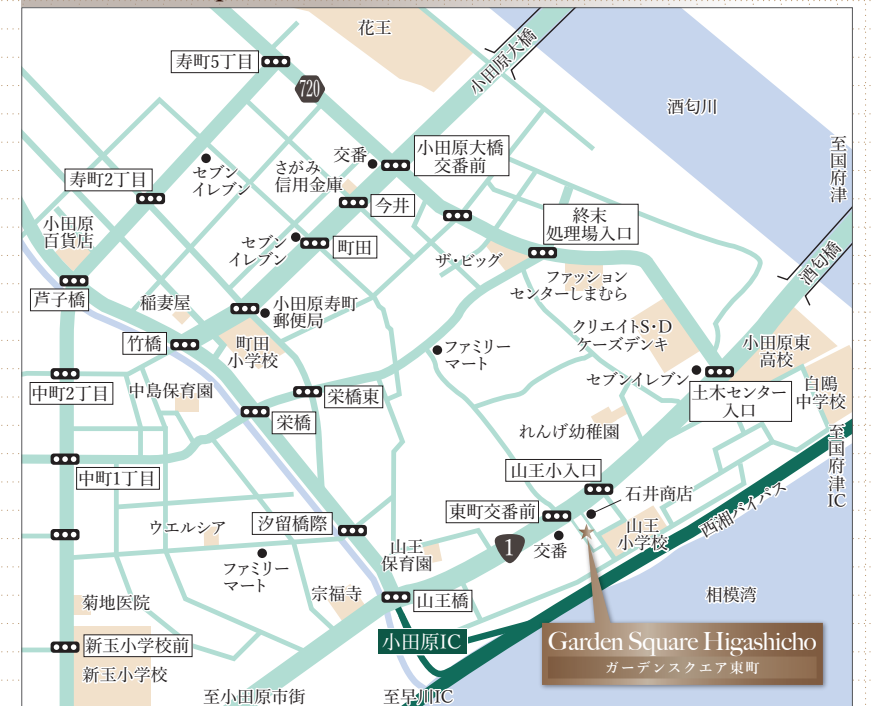 花王
小田原大橋
寿町5丁目
720
酒匂川
至国府津
交番
小田原大橋
交番前
セブン
イレブン
さがみ
信用金庫
寿町2丁目
今井
小田原
百貨店
セブン
イレブン
町田
終末
処理場入口
酒匂橋
ザ・ビッグ
ファッション
センターしまむら
芦子橋
稲妻屋
小田原寿町
郵便局
クリエイトS・D
ケーズデンキ
竹橋
町田
小学校
ファミリー
マート
小田原東
高校
セブンイレブン
中町2丁目
中島保育園
栄橋東
土木センター
入口
白鴎
中学校
栄橋
れんげ幼稚園
至国府津IC
中町1丁目
山王小入口
石井商店
西湘バイパス
東町交番前
ウエルシア
汐留橋際
山王
小学校
1
交番
山王
保育園
ファミリー
マート
宗福寺
相模湾
菊地医院
山王橋
小田原IC
Garden Square Higashicho
ガーデンスクエア東町
新玉小学校前
新玉小学校
至小田原市街
至早川IC